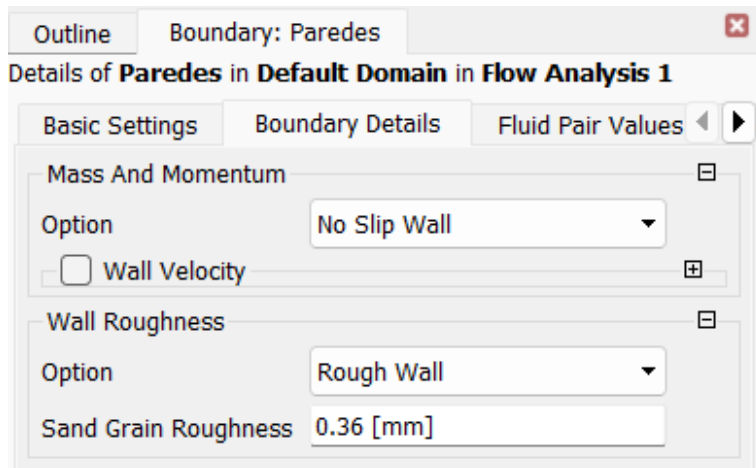 Outline Boundary: Paredes
Details of Paredes in Default Domain in Flow Analysis 1
Basic Settings Boundary Details Fluid Pair Values
Mass And Momentum
Option No Slip Wall
Wall Velocity
Wall Roughness
Option Rough Wall
Sand Grain Roughness 0.36 [mm]